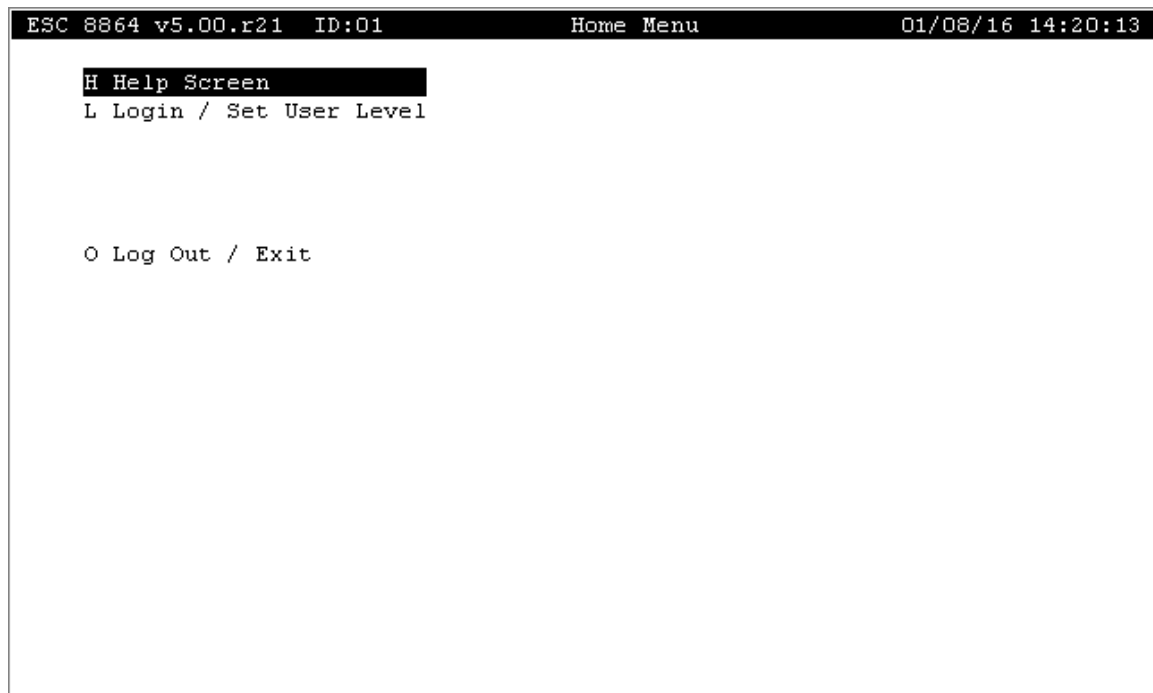 ESC 8864 v5.00.r21 ID:01 Home Menu 01/08/16 14:20:13
H Help Screen
L Login / Set User Level
O Log Out / Exit